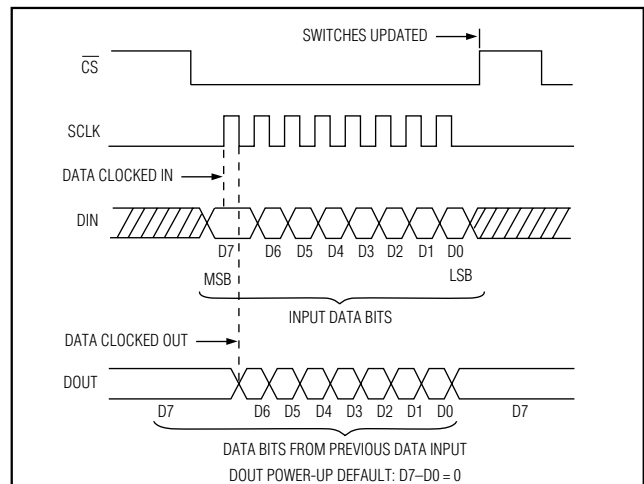 SWITCHES UPDATED
CS
SCLK
DATA CLOCKED IN
DIN
D7 D6 D5 D4 D3 D2 D1 D0
MSB LSB
INPUT DATA BITS
DATA CLOCKED OUT
DOUT
D7 D6 D5 D4 D3 D2 D1 D0 D7
DATA BITS FROM PREVIOUS DATA INPUT
DOUT POWER-UP DEFAULT: D7–D0 = 0